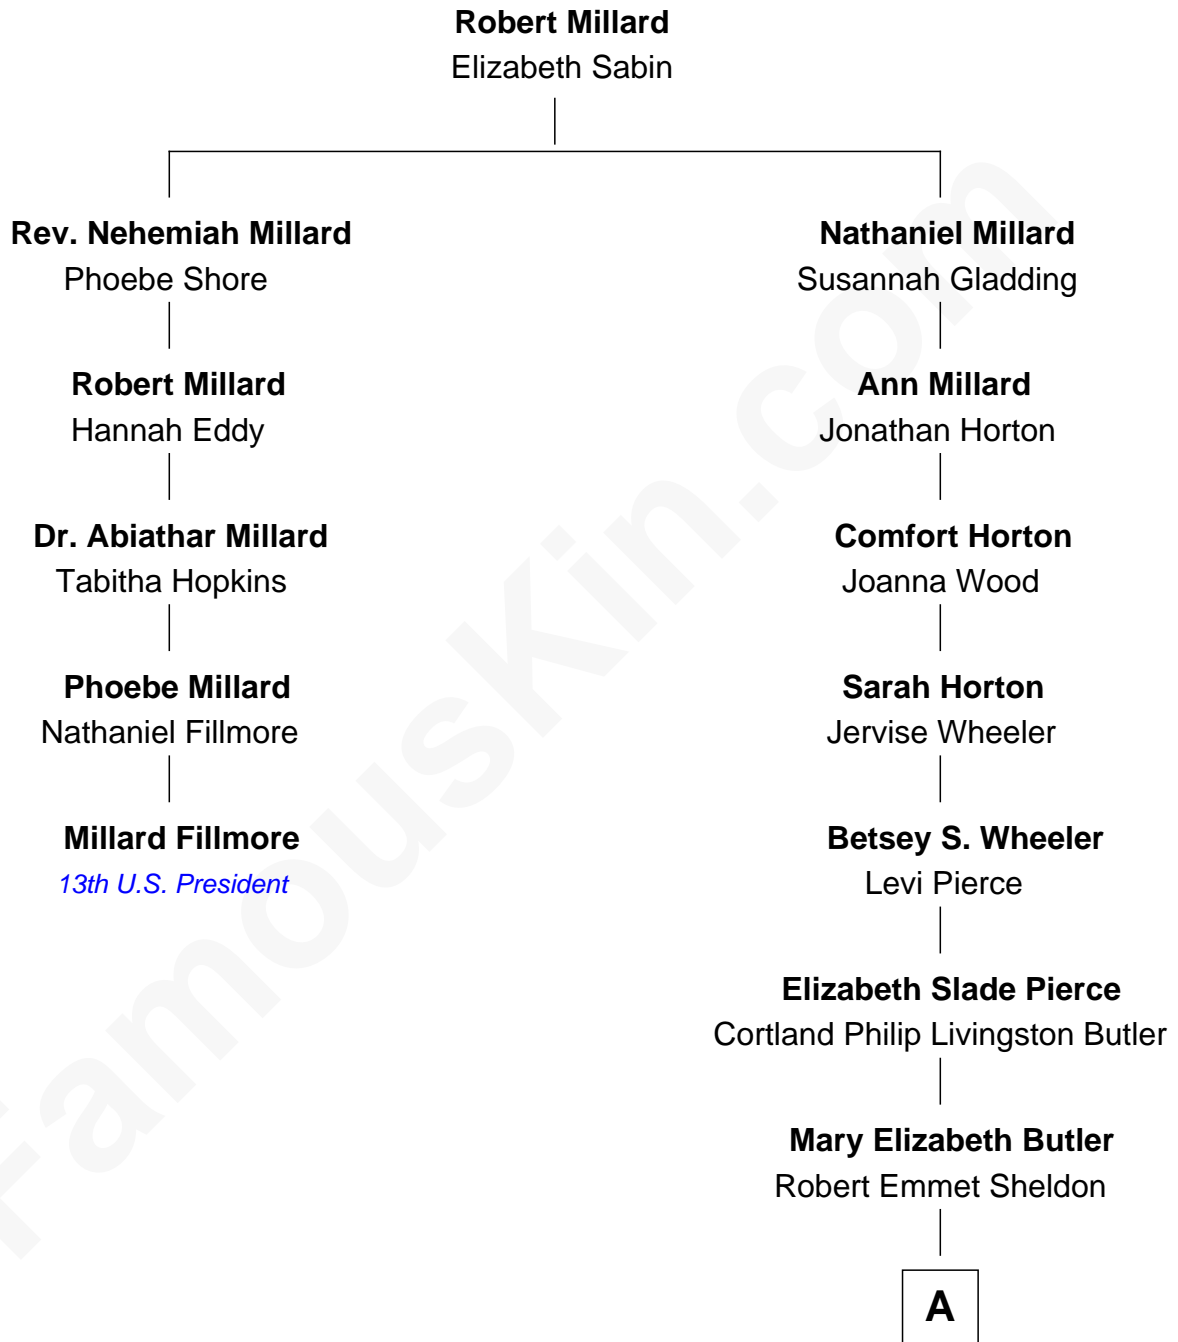 Robert Millard
Elizabeth Sabin
Rev. Nehemiah Millard
Phoebe Shore
Nathaniel Millard
Susannah Gladding
Robert Millard
Hannah Eddy
Ann Millard
Jonathan Horton
Dr. Abiathar Millard
Tabitha Hopkins
Comfort Horton
Joanna Wood
Phoebe Millard
Nathaniel Fillmore
Sarah Horton
Jervise Wheeler
Millard Fillmore
13th U.S. President
Betsey S. Wheeler
Levi Pierce
Elizabeth Slade Pierce
Cortland Philip Livingston Butler
Mary Elizabeth Butler
Robert Emmet Sheldon
A
FamousKin.com